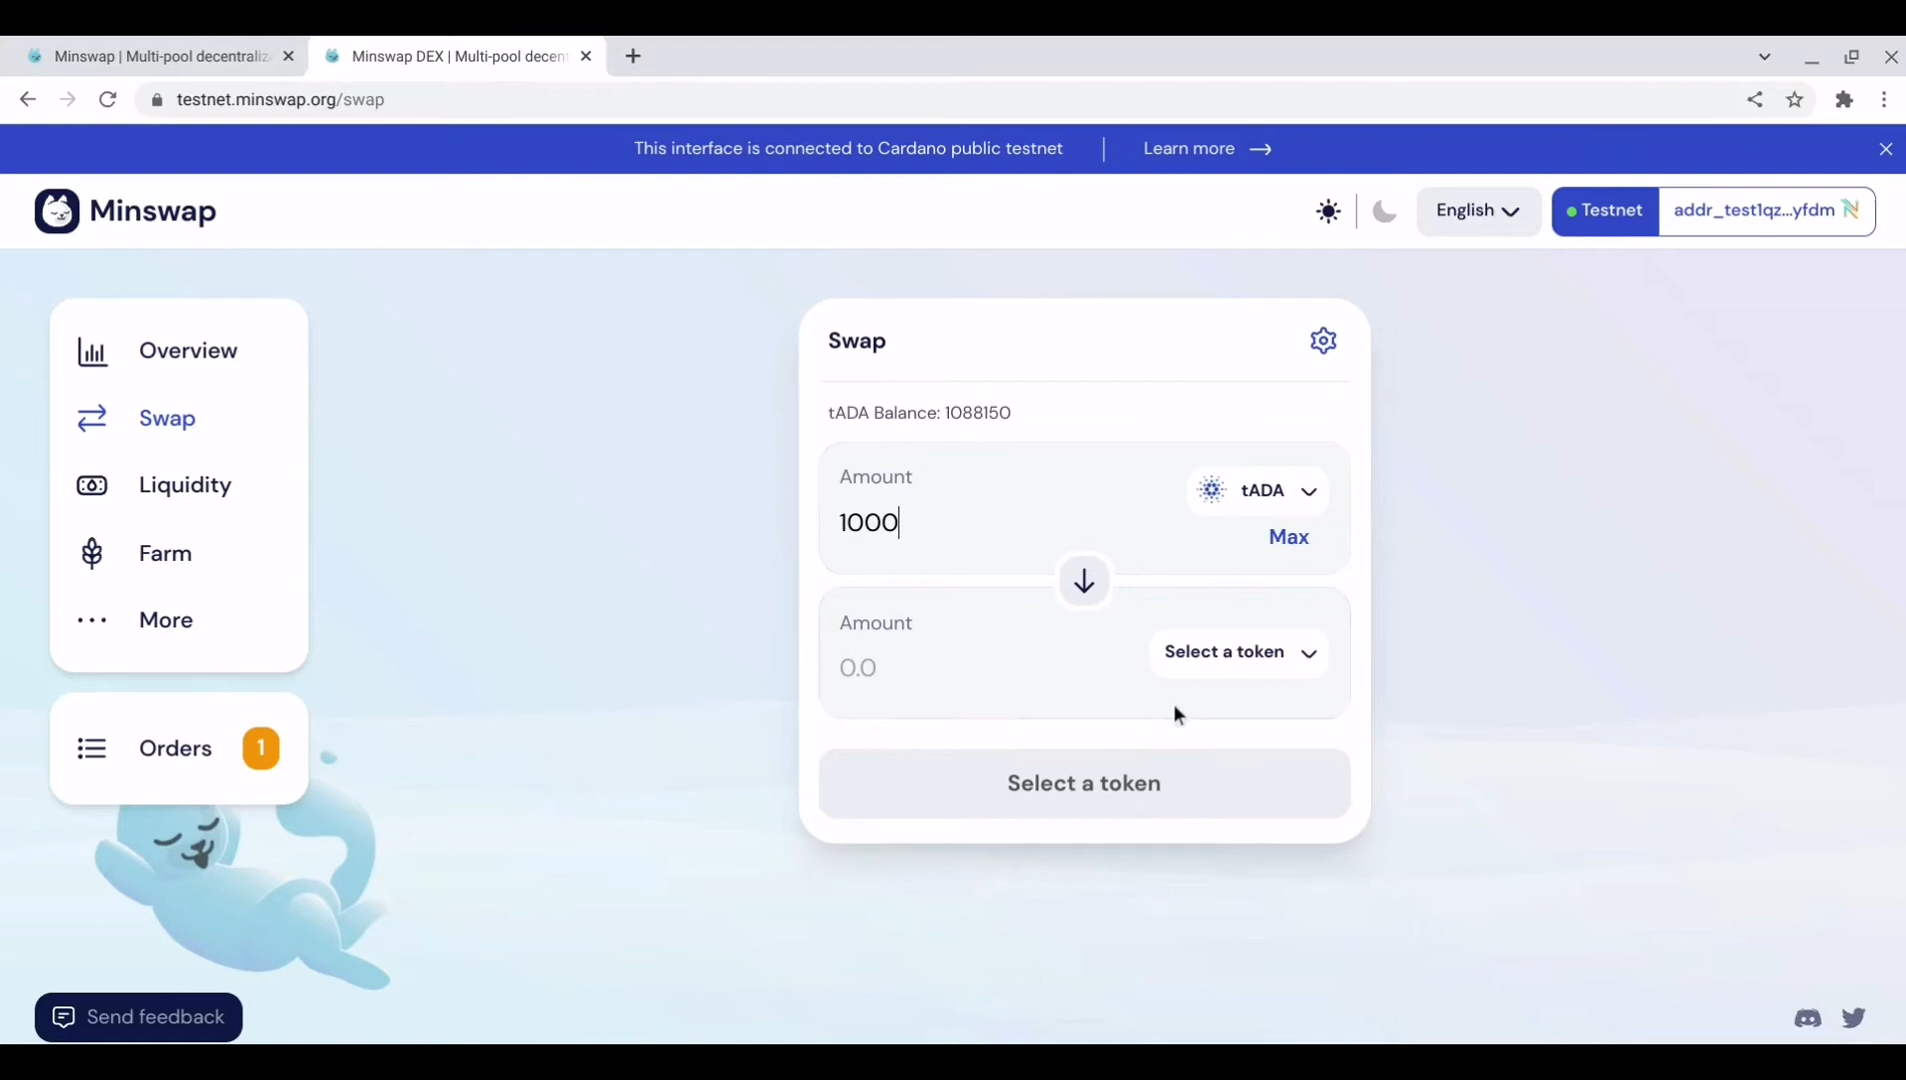 Minswap | Multi-pool decentraliz
Minswap DEX | Multi-pool decent
testnet.minswap.org/swap
This interface is connected to Cardano public testnet
Learn more
Minswap
English
Testnet
addr_test1qz...yfdm
Overview
Swap
Liquidity
Farm
More
Orders
1
Swap
tADA Balance: 1088150
Amount
tADA
1000
Max
Amount
Select a token
0.0
Select a token
Send feedback